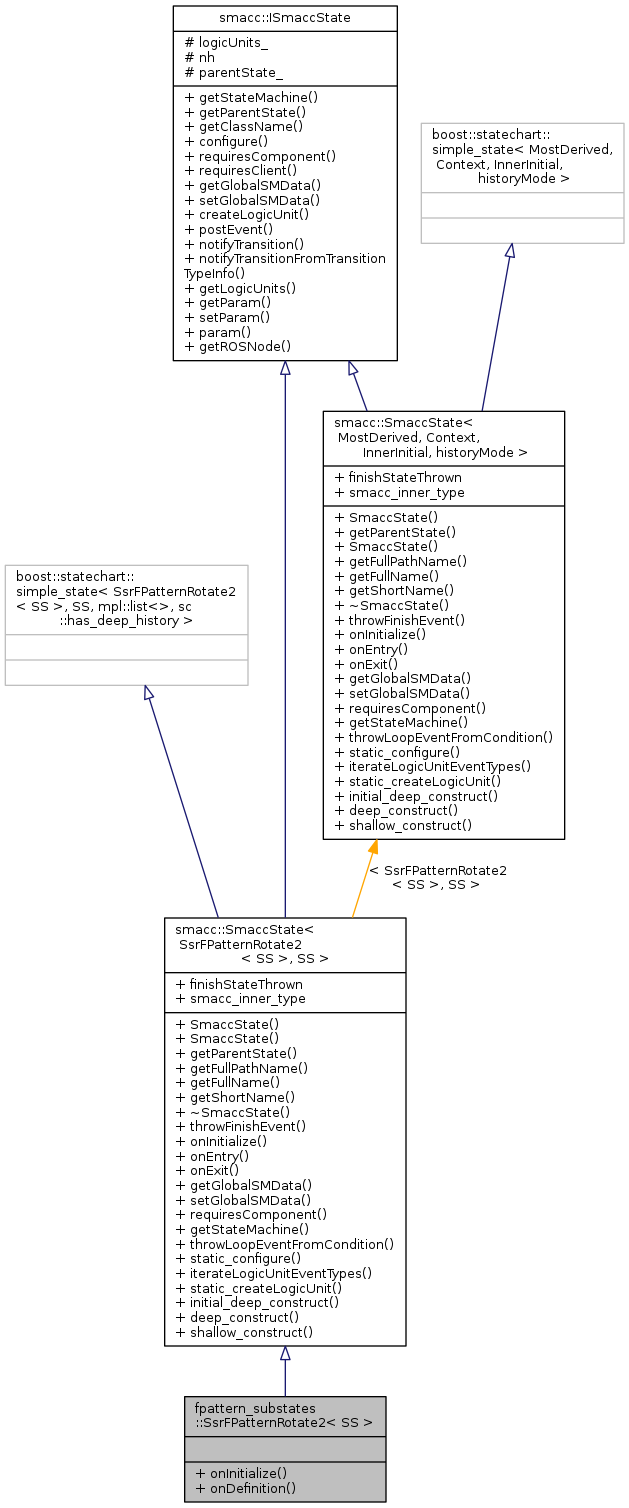 smacc::ISmaccState
# logicUnits_
# nh
# parentState_
+ getStateMachine()
+ getParentState()
+ getClassName()
+ configure()
+ requiresComponent()
+ requiresClient()
+ getGlobalSMData()
+ setGlobalSMData()
+ createLogicUnit()
+ postEvent()
+ notifyTransition()
+ notifyTransitionFromTransition
TypeInfo()
+ getLogicUnits()
+ getParam()
+ setParam()
+ param()
+ getROSNode()
boost::statechart::
simple_state< MostDerived,
Context, InnerInitial,
historyMode >
smacc::SmaccState<
MostDerived, Context,
InnerInitial, historyMode >
+ finishStateThrown
+ smacc_inner_type
+ SmaccState()
+ getParentState()
+ SmaccState()
+ getFullPathName()
+ getFullName()
+ getShortName()
+ ~SmaccState()
+ throwFinishEvent()
+ onInitialize()
+ onEntry()
+ onExit()
+ getGlobalSMData()
+ setGlobalSMData()
+ requiresComponent()
+ getStateMachine()
+ throwLoopEventFromCondition()
+ static_configure()
+ iterateLogicUnitEventTypes()
+ static_createLogicUnit()
+ initial_deep_construct()
+ deep_construct()
+ shallow_construct()
boost::statechart::
simple_state< SsrFPatternRotate2
< SS >, SS, mpl::list<>, sc
::has_deep_history >
< SsrFPatternRotate2
< SS >, SS >
smacc::SmaccState<
SsrFPatternRotate2
< SS >, SS >
+ finishStateThrown
+ smacc_inner_type
+ SmaccState()
+ SmaccState()
+ getParentState()
+ getFullPathName()
+ getFullName()
+ getShortName()
+ ~SmaccState()
+ throwFinishEvent()
+ onInitialize()
+ onEntry()
+ onExit()
+ getGlobalSMData()
+ setGlobalSMData()
+ requiresComponent()
+ getStateMachine()
+ throwLoopEventFromCondition()
+ static_configure()
+ iterateLogicUnitEventTypes()
+ static_createLogicUnit()
+ initial_deep_construct()
+ deep_construct()
+ shallow_construct()
fpattern_substates
::SsrFPatternRotate2< SS >
+ onInitialize()
+ onDefinition()